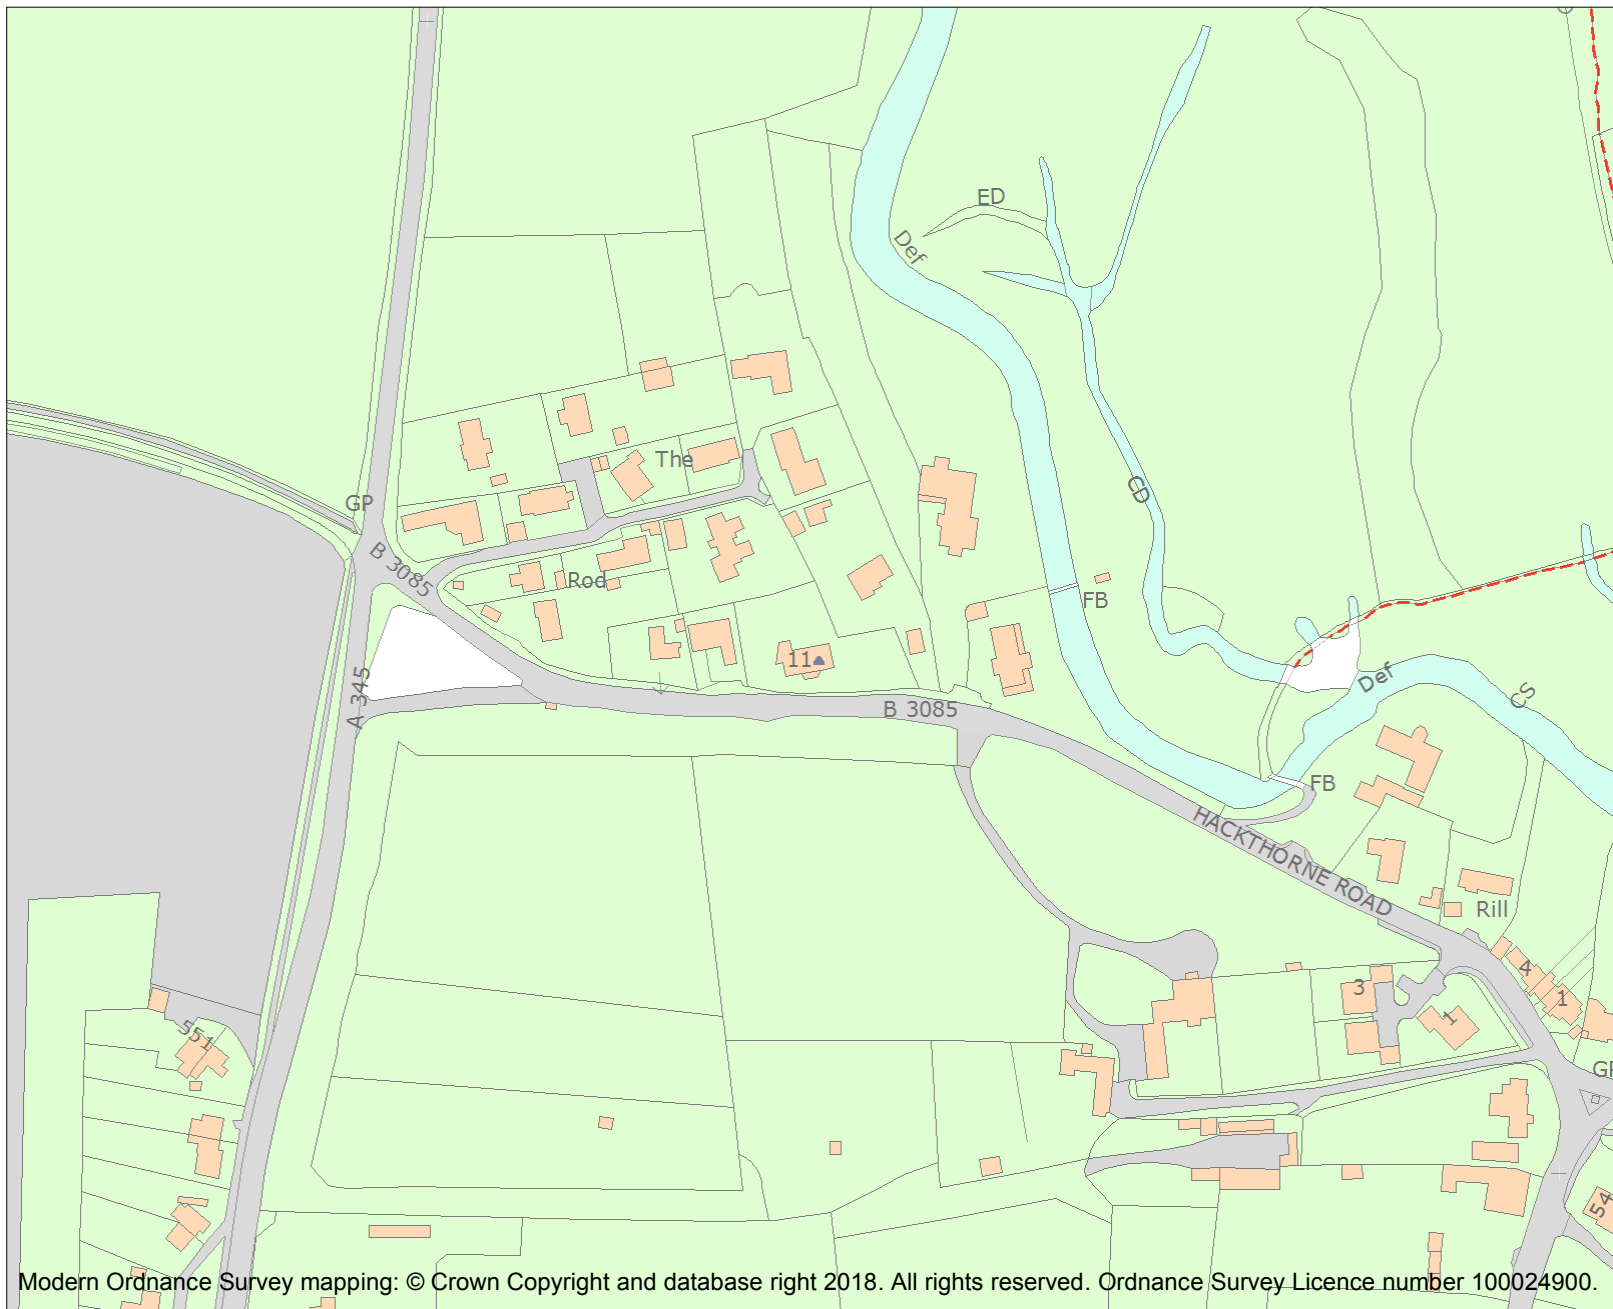 ED
Def
The
CD
GP
B 3085
Rod
FB
11
A 345
B 3085
Def
CS
FB
HACKTHORNE ROAD
Rill
4
3
1
1
551
GP
54
Modern Ordnance Survey mapping: © Crown Copyright and database right 2018. All rights reserved. Ordnance Survey Licence number 100024900.